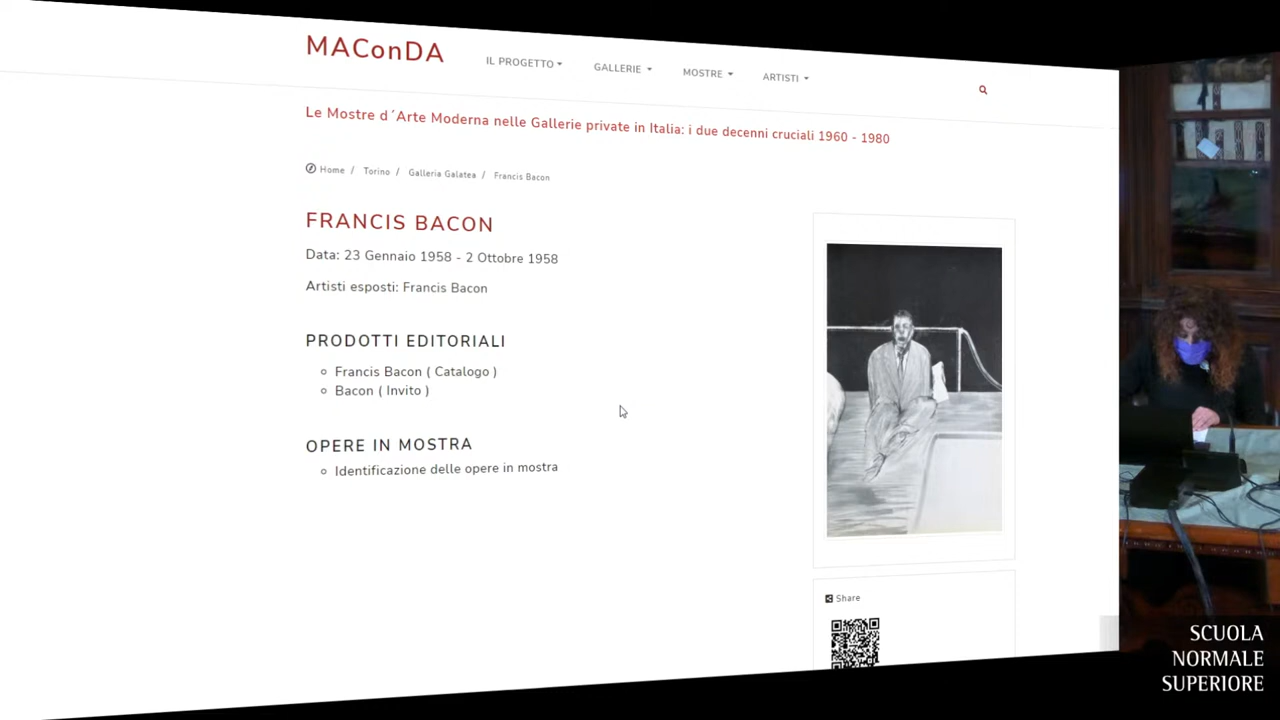 MAConDA
IL PROGETTO
GALLERIE
MOSTRE
ARTISTI
Le Mostre d´Arte Moderna nelle Gallerie private in Italia: i due decenni cruciali 1960 - 1980
Home / Torino / Galleria Galatea / Francis Bacon
FRANCIS BACON
Data: 23 Gennaio 1958 - 2 Ottobre 1958
Artisti esposti: Francis Bacon
PRODOTTI EDITORIALI
Francis Bacon ( Catalogo )
Bacon ( Invito )
OPERE IN MOSTRA
Identificazione delle opere in mostra
Share
SCUOLA
NORMALE
SUPERIORE